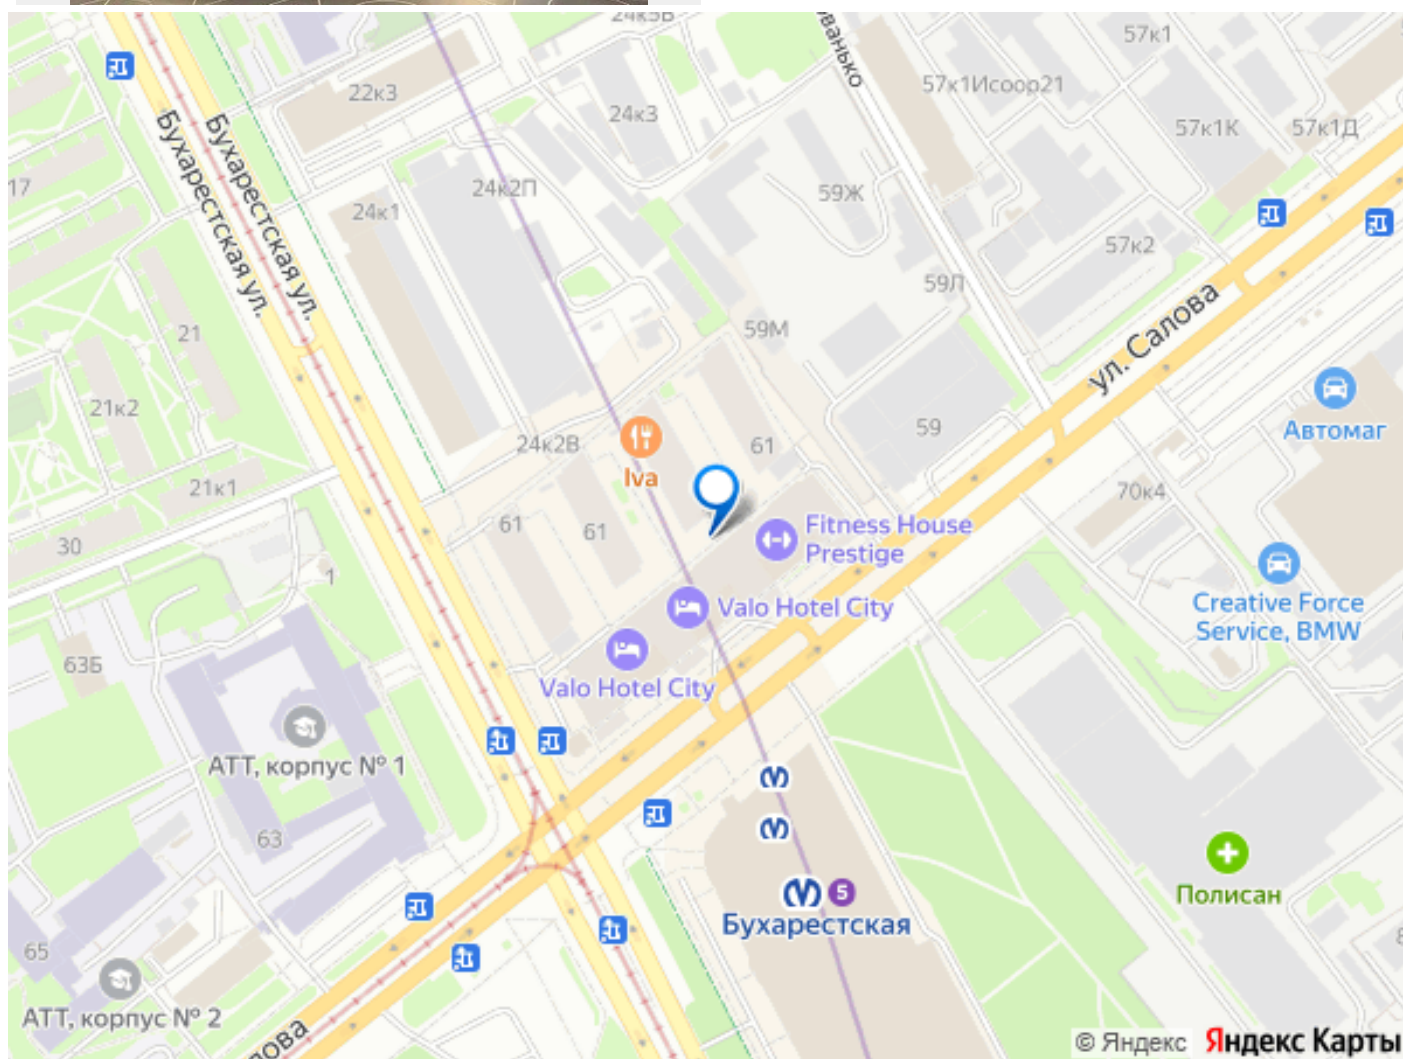 24к5В
57к1
22к3
24к3
57к1Исоор21
57к1К
57к1Д
Бухарестская ул.
Бухарестская ул.
17
24к2П
24к1
59Ж
57к2
59Л
ул. Салова
59М
21
21к2
24к2В
61
59
Iva
Автомаг
21к1
70к4
30
61
61
Fitness House
Prestige
1
Valo Hotel City
Creative Force
Service, BMW
63Б
Valo Hotel City
АТТ, корпус № 1
63
Полисан
5
Бухарестская
65
АТТ, корпус № 2
© Яндекс Яндекс Карты